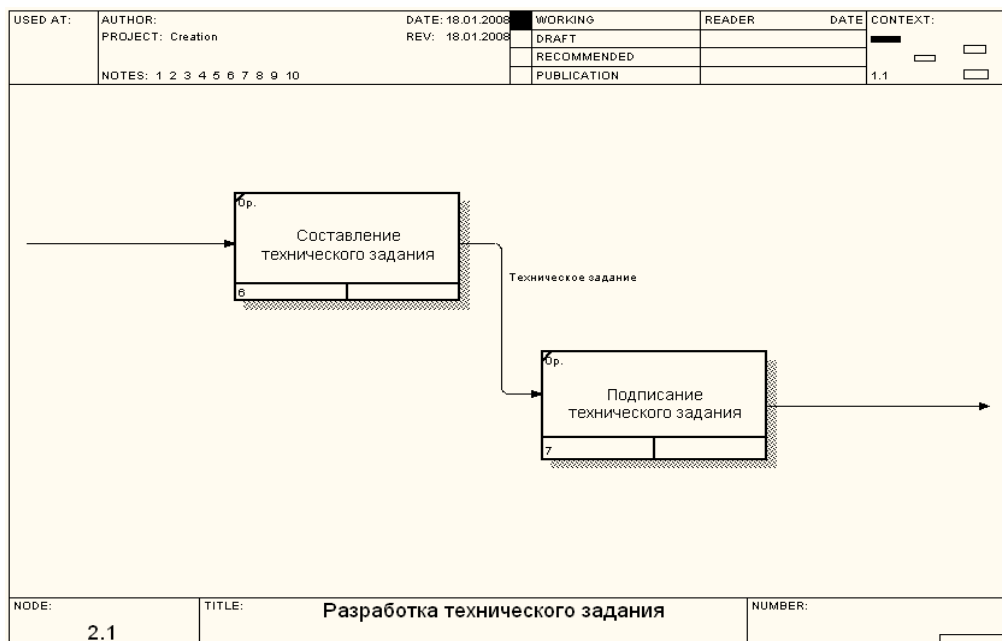 USED AT:
AUTHOR:
DATE: 18.01.2008
PROJECT: Creation
REV: 18.01.2008
NOTES: 1 2 3 4 5 6 7 8 9 10
WORKING
DRAFT
RECOMMENDED
PUBLICATION
READER
DATE
CONTEXT:
1.1
0р.
Составление
технического задания
6
Техническое задание
0р.
Подписание
технического задания
7
NODE:
2.1
TITLE:
Разработка технического задания
NUMBER: